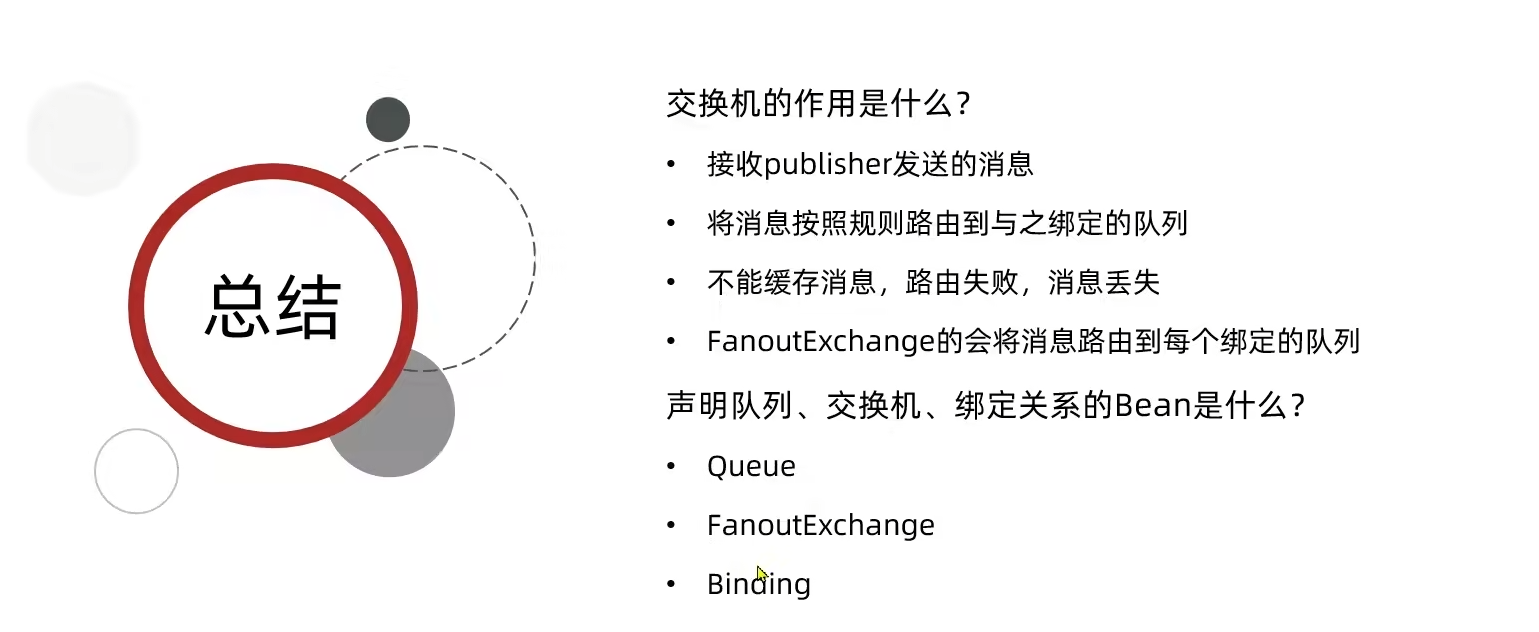 总结
交换机的作用是什么？
• 接收publisher发送的消息
• 将消息按照规则路由到与之绑定的队列
• 不能缓存消息，路由失败，消息丢失
• FanoutExchange的会将消息路由到每个绑定的队列
声明队列、交换机、绑定关系的Bean是什么？
• Queue
• FanoutExchange
• Binding